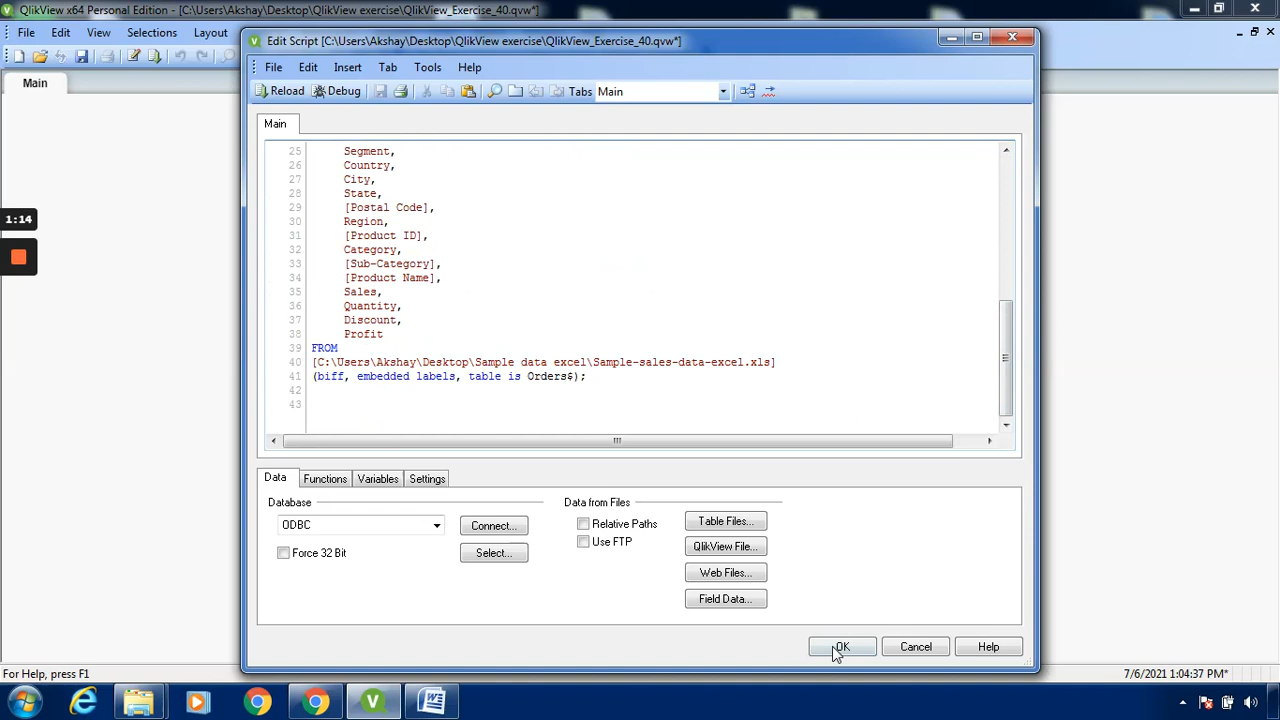 QlikView x64 Personal Edition - [C:\Users\Akshay\Desktop\QlikView exercise\QlikView_Exercise_40.qvw*]
File Edit View Selections Layout
Main
Edit Script [C:\Users\Akshay\Desktop\QlikView exercise\QlikView_Exercise_40.qvw*]
File Edit Insert Tab Tools Help
Reload Debug Tabs Main
Main
25 Segment,
26 Country,
27 City,
28 State,
29 [Postal Code],
30 Region,
31 [Product ID],
32 Category,
33 [Sub-Category],
34 [Product Name],
35 Sales,
36 Quantity,
37 Discount,
38 Profit
39 FROM
40 [C:\Users\Akshay\Desktop\Sample data excel\Sample-sales-data-excel.xls]
41 (biff, embedded labels, table is Orders$);
42
43
1:14
Data Functions Variables Settings
Database Data from Files
ODBC Connect... Relative Paths Table Files...
Use FTP QlikView File...
Force 32 Bit Select...
Web Files...
Field Data...
OK Cancel Help
For Help, press F1 7/6/2021 1:04:37 PM*